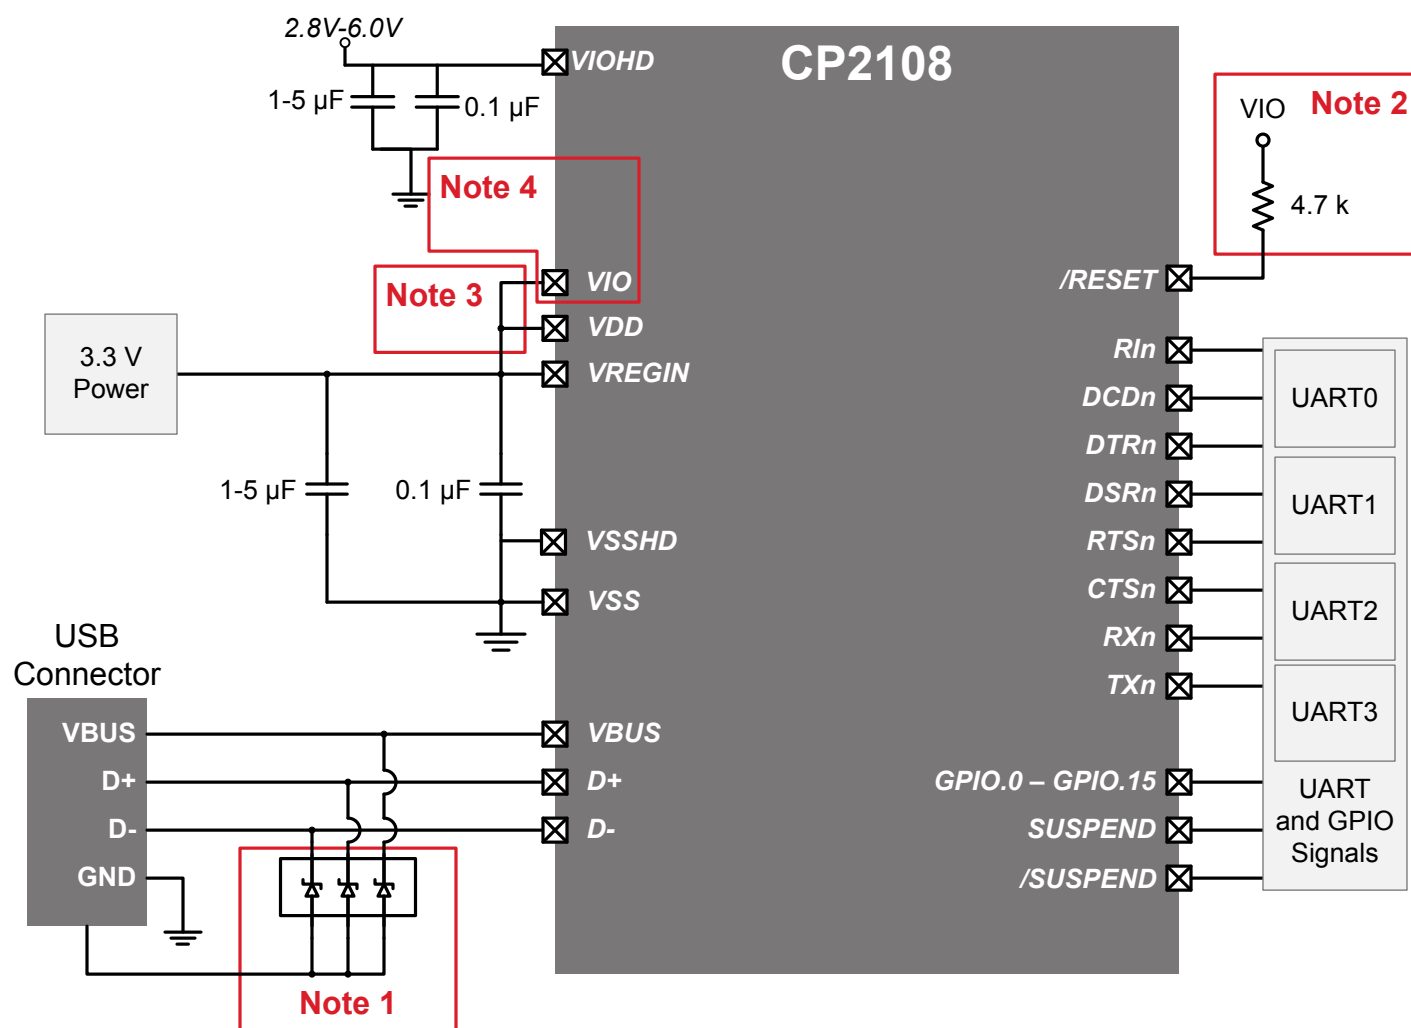 2.8V-6.0V
VIOHD
CP2108
1-5 µF
0.1 µF
VIO
Note 2
4.7 k
Note 4
Note 3
VIO
VDD
VREGIN
/RESET
3.3 V
Power
1-5 µF
0.1 µF
VSSHD
VSS
RIn
DCDn
DTRn
DSRn
RTSn
CTSn
RXn
TXn
UART0
UART1
UART2
UART3
USB
Connector
VBUS
D+
D-
GND
VBUS
D+
D-
GPIO.0 – GPIO.15
SUSPEND
/SUSPEND
UART
and GPIO
Signals
Note 1